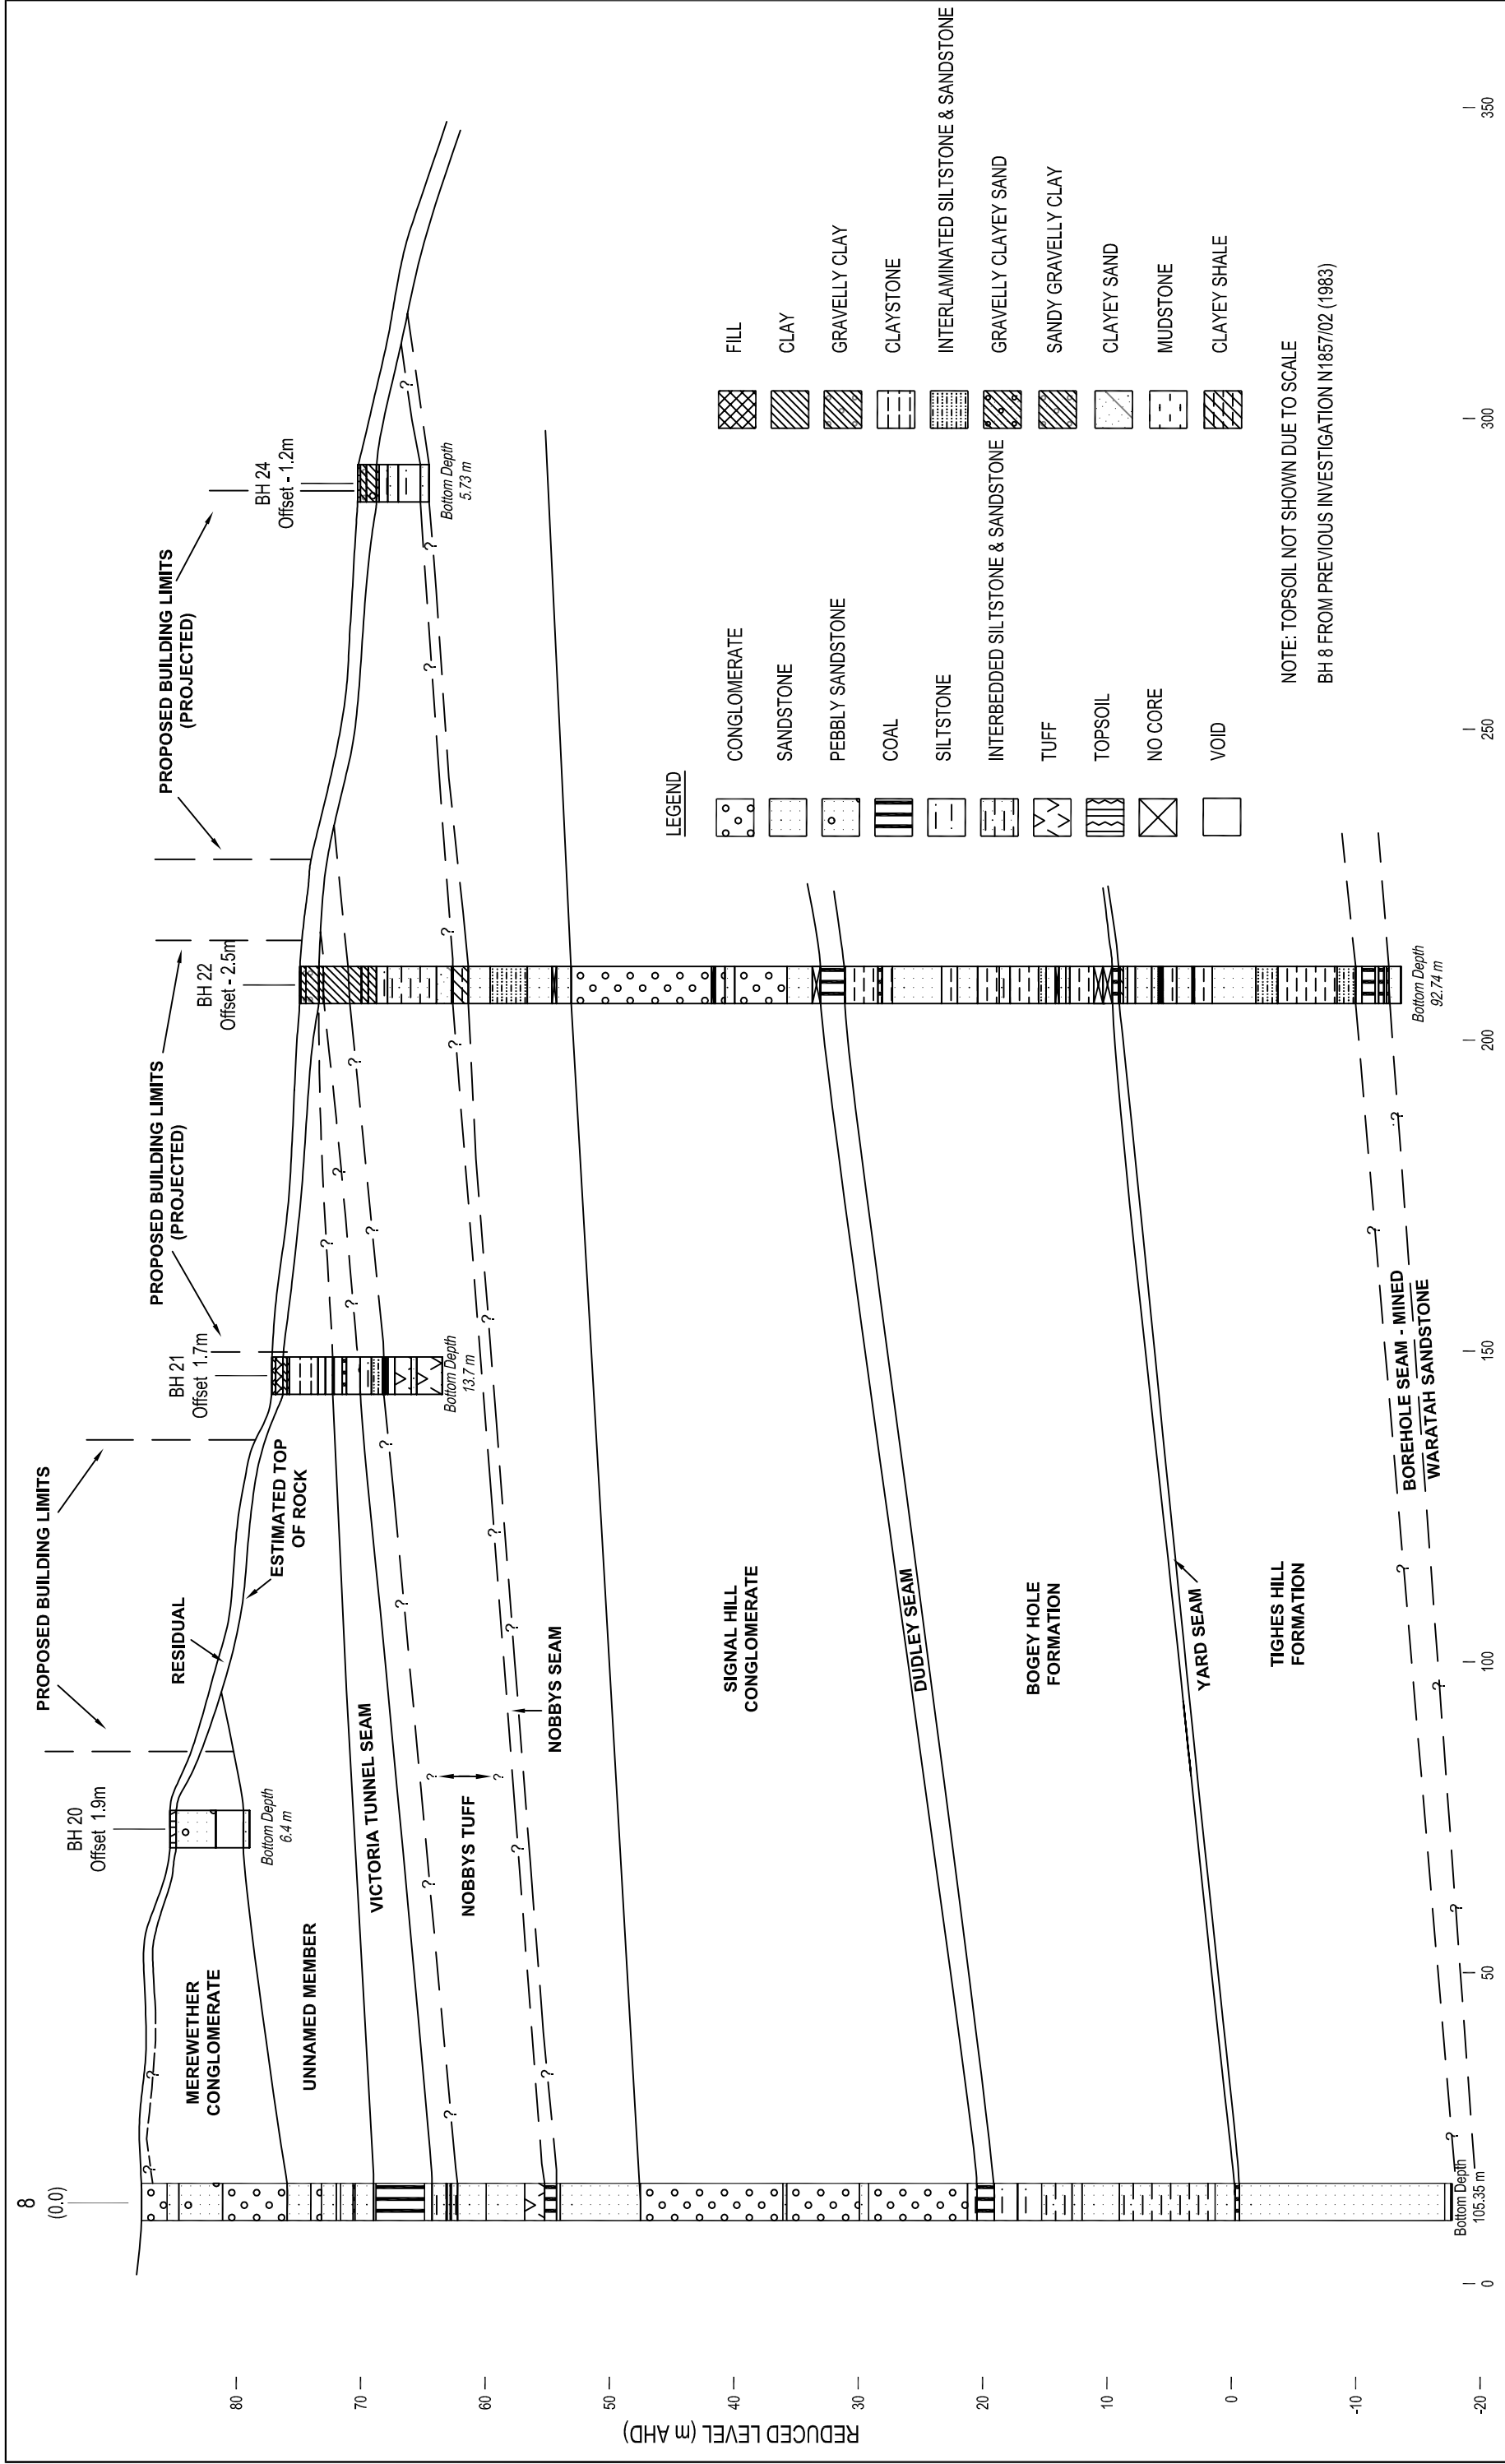 8
(0.0)
BH 20
Offset 1.9m
BH 21
Offset 1.7m
BH 22
Offset - 2.5m
BH 24
Offset - 1.2m
PROPOSED BUILDING LIMITS
PROPOSED BUILDING LIMITS
(PROJECTED)
PROPOSED BUILDING LIMITS
(PROJECTED)
RESIDUAL
ESTIMATED TOP
OF ROCK
MEREWETHER
CONGLOMERATE
UNNAMED MEMBER
VICTORIA TUNNEL SEAM
NOBBYS TUFF
NOBBYS SEAM
SIGNAL HILL
CONGLOMERATE
DUDLEY SEAM
BOGEY HOLE
FORMATION
YARD SEAM
TIGHES HILL
FORMATION
BOREHOLE SEAM - MINED
WARATAH SANDSTONE
Bottom Depth
105.35 m
Bottom Depth
6.4 m
Bottom Depth
13.7 m
Bottom Depth
92.74 m
Bottom Depth
5.73 m
LEGEND
CONGLOMERATE
SANDSTONE
PEBBLY SANDSTONE
COAL
SILTSTONE
INTERBEDDED SILTSTONE & SANDSTONE
TUFF
TOPSOIL
NO CORE
VOID
FILL
CLAY
GRAVELLY CLAY
CLAYSTONE
INTERLAMINATED SILTSTONE & SANDSTONE
GRAVELLY CLAYEY SAND
SANDY GRAVELLY CLAY
CLAYEY SAND
MUDSTONE
CLAYEY SHALE
NOTE: TOPSOIL NOT SHOWN DUE TO SCALE
BH 8 FROM PREVIOUS INVESTIGATION N1857/02 (1983)
REDUCED LEVEL (m AHD)
80
70
60
50
40
30
20
10
0
-10
-20
0
50
100
150
200
250
300
350